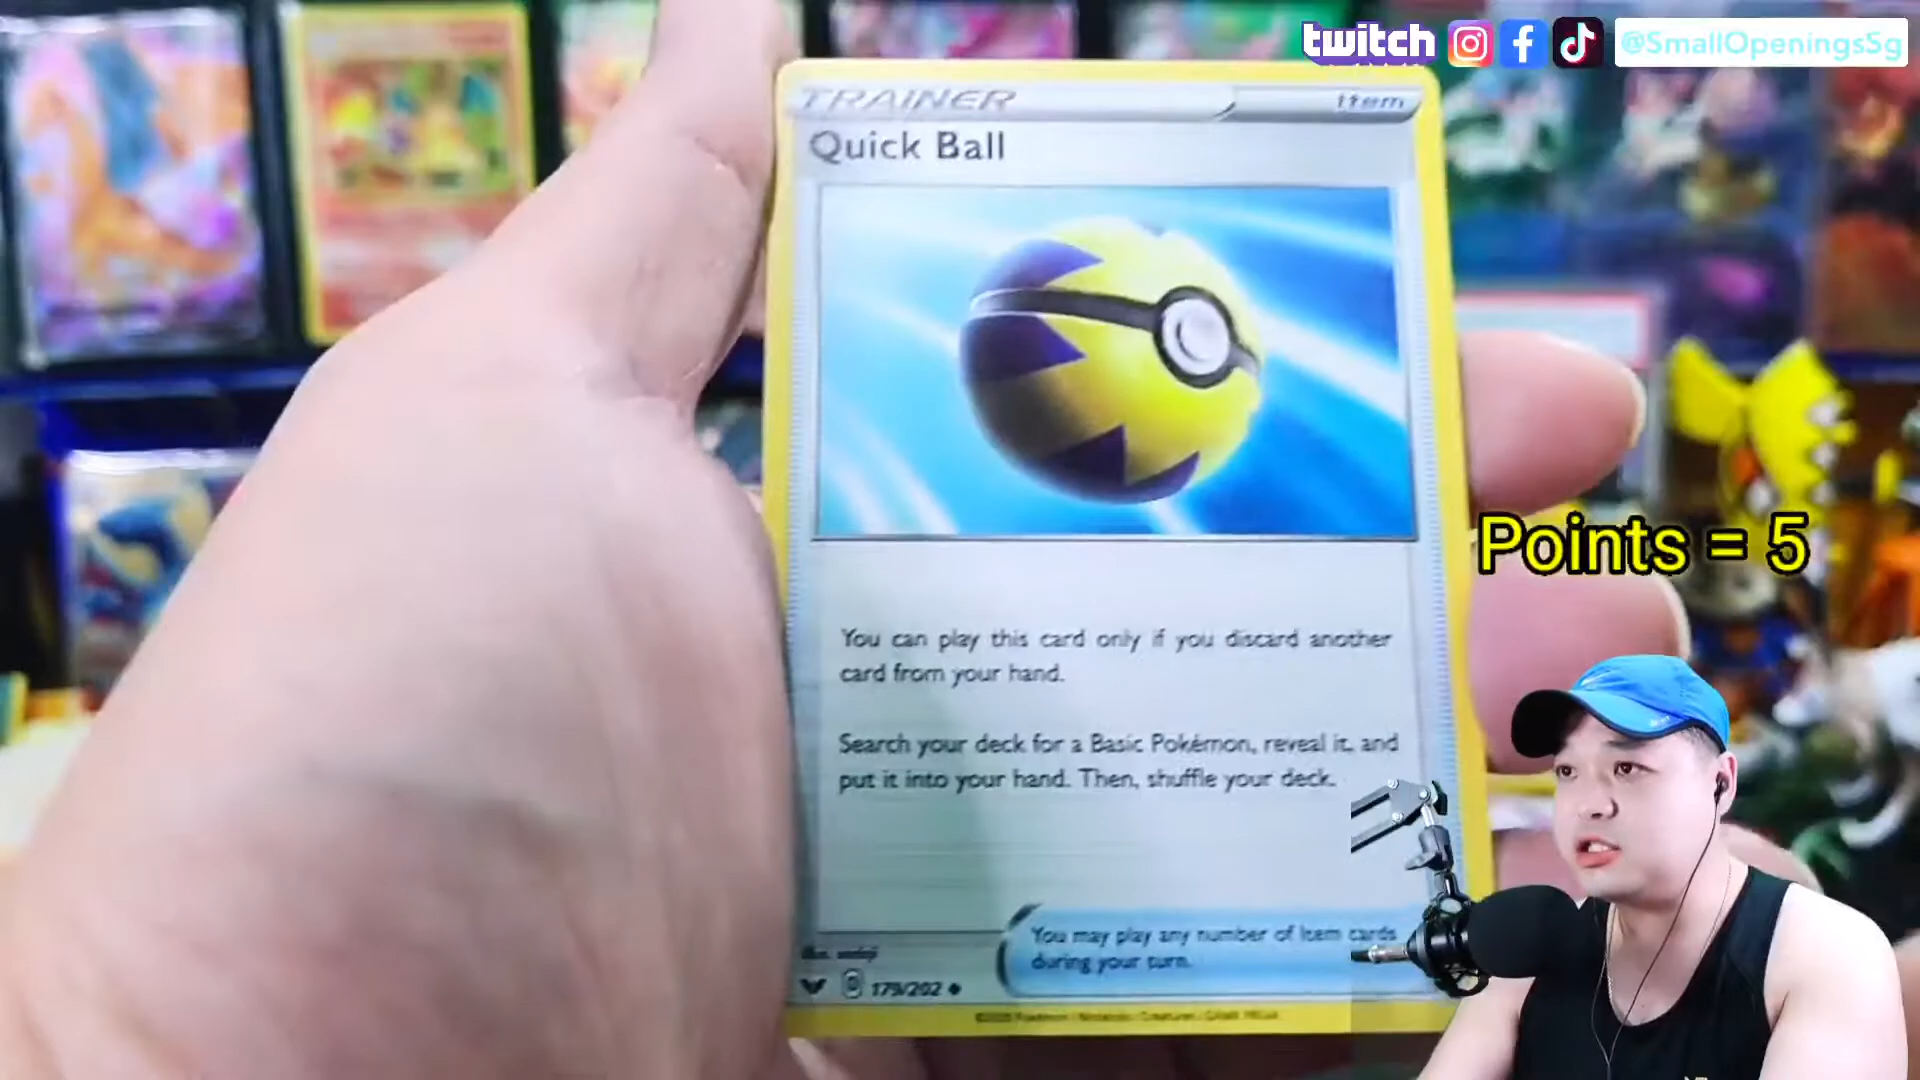 twitch @SmallOpeningsSg
TRAINER Item
Quick Ball
Points = 5
You can play this card only if you discard another
card from your hand.
Search your deck for a Basic Pokémon, reveal it, and
put it into your hand. Then, shuffle your deck.
You may play any number of Item cards
during your turn.
179/202